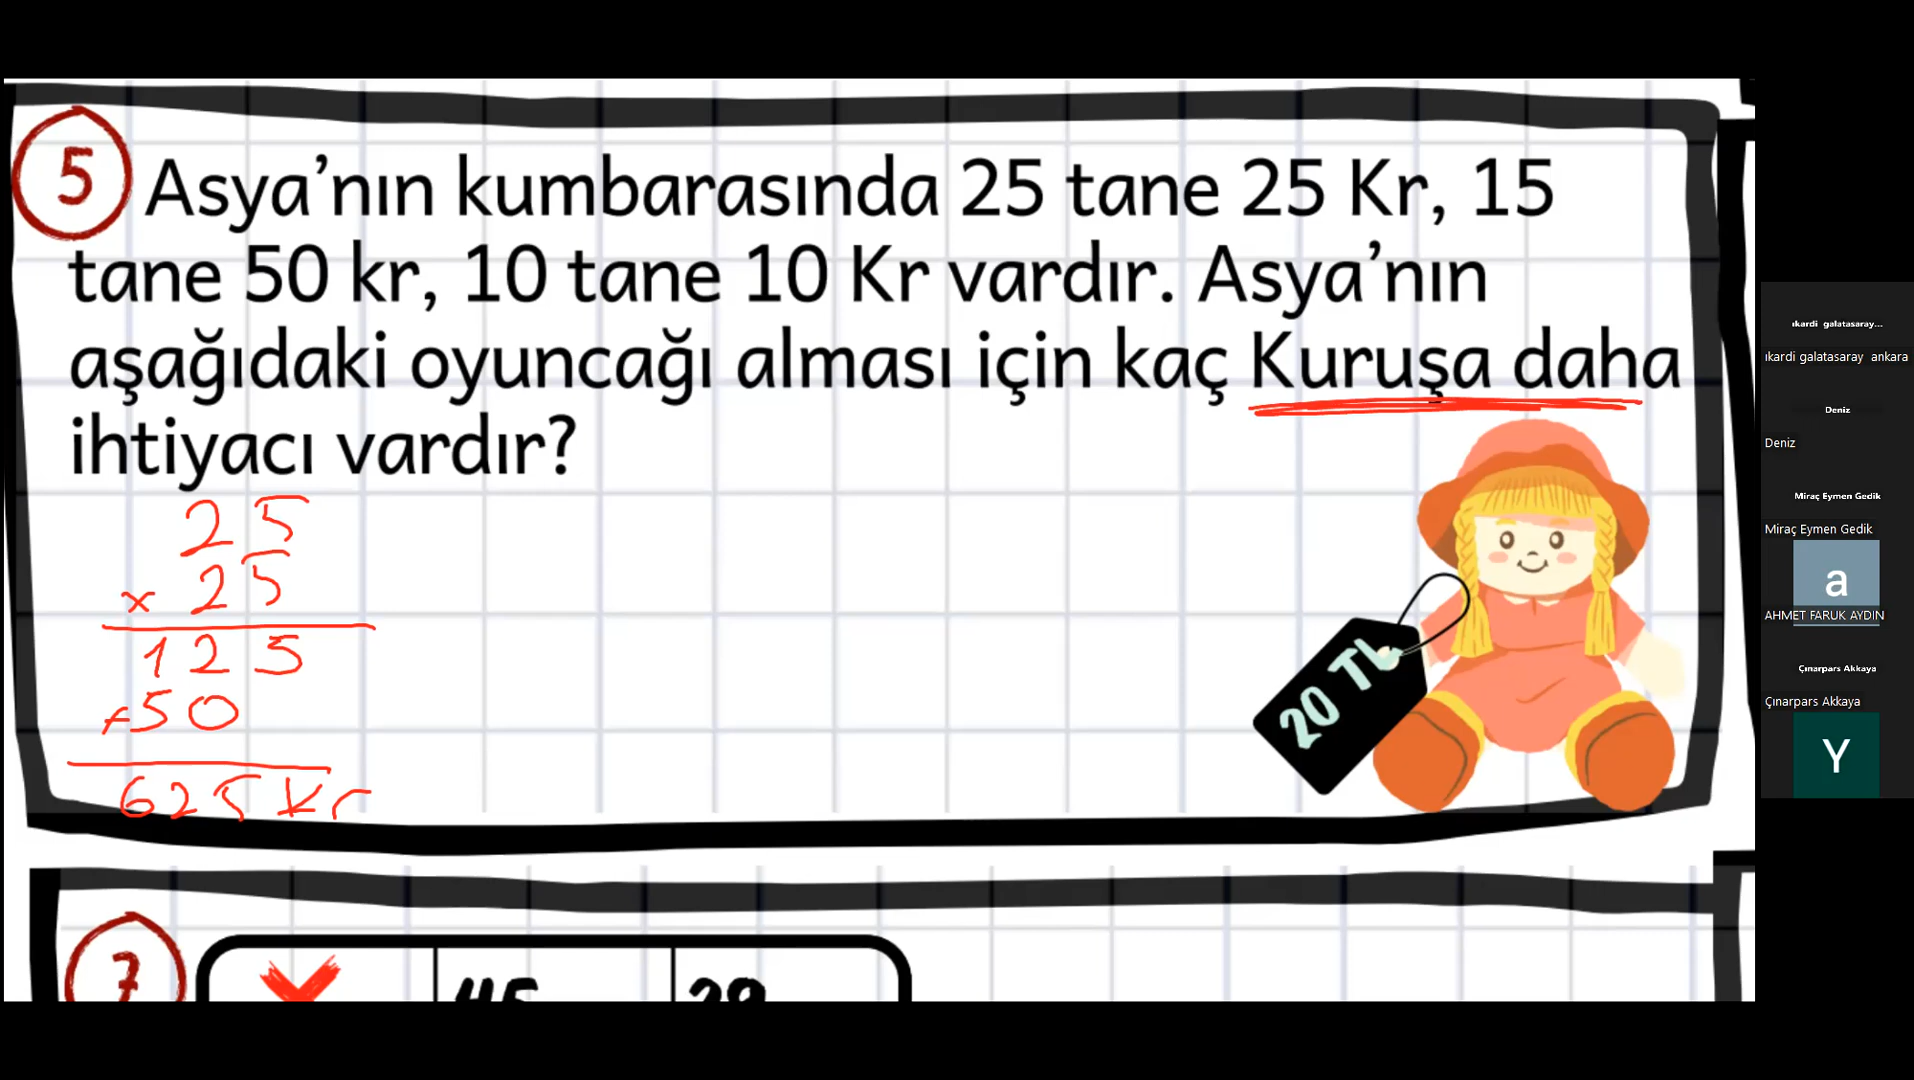 5 Asya’nın kumbarasında 25 tane 25 Kr, 15
tane 50 kr, 10 tane 10 Kr vardır. Asya’nın
aşağıdaki oyuncağı alması için kaç Kuruşa daha
ihtiyacı vardır?
25
x 25
125
+50
625 kr
20 TL
7
45
ıkardi galatasaray...
ıkardi galatasaray ankara
Deniz
Deniz
Miraç Eymen Gedik
Miraç Eymen Gedik
a
AHMET FARUK AYDIN
Çınarpars Akkaya
Çınarpars Akkaya
Y